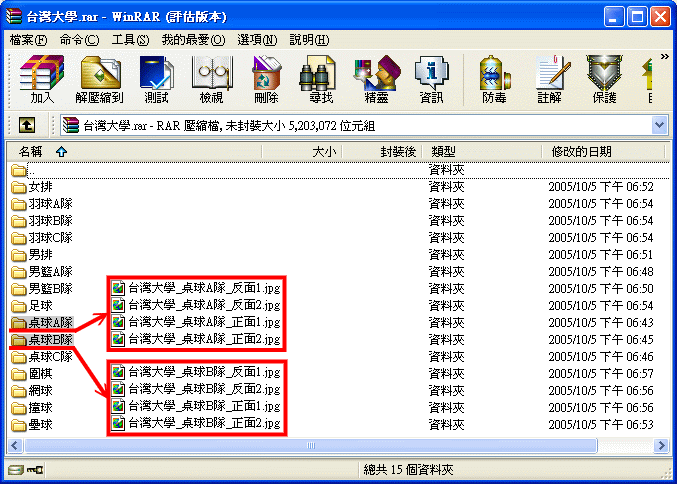 台灣大學.rar - WinRAR (評估版本)
檔案(F) 命令(C) 工具(S) 我的最愛(O) 選項(N) 說明(H)
加入 解壓縮到 測試 檢視 刪除 尋找 精靈 資訊 防毒 註解 保護
台灣大學.rar - RAR 壓縮檔, 未封裝大小 5,203,072 位元組
名稱 大小 封裝後 類型 修改的日期
.. 資料夾
女排 資料夾 2005/10/5 下午 06:52
羽球A隊 資料夾 2005/10/5 下午 06:54
羽球B隊 資料夾 2005/10/5 下午 06:54
羽球C隊 資料夾 2005/10/5 下午 06:54
男排 資料夾 2005/10/5 下午 06:51
男籃A隊 資料夾 2005/10/5 下午 06:48
男籃B隊 台灣大學_桌球A隊_反面1.jpg 資料夾 2005/10/5 下午 06:50
足球 台灣大學_桌球A隊_反面2.jpg 資料夾 2005/10/5 下午 06:54
桌球A隊 台灣大學_桌球A隊_正面1.jpg 資料夾 2005/10/5 下午 06:43
桌球B隊 台灣大學_桌球A隊_正面2.jpg 資料夾 2005/10/5 下午 06:45
桌球C隊 資料夾 2005/10/5 下午 06:46
圍棋 台灣大學_桌球B隊_反面1.jpg 資料夾 2005/10/5 下午 06:57
網球 台灣大學_桌球B隊_反面2.jpg 資料夾 2005/10/5 下午 06:56
撞球 台灣大學_桌球B隊_正面1.jpg 資料夾 2005/10/5 下午 06:56
壘球 台灣大學_桌球B隊_正面2.jpg 資料夾 2005/10/5 下午 06:53
總共 15 個資料夾